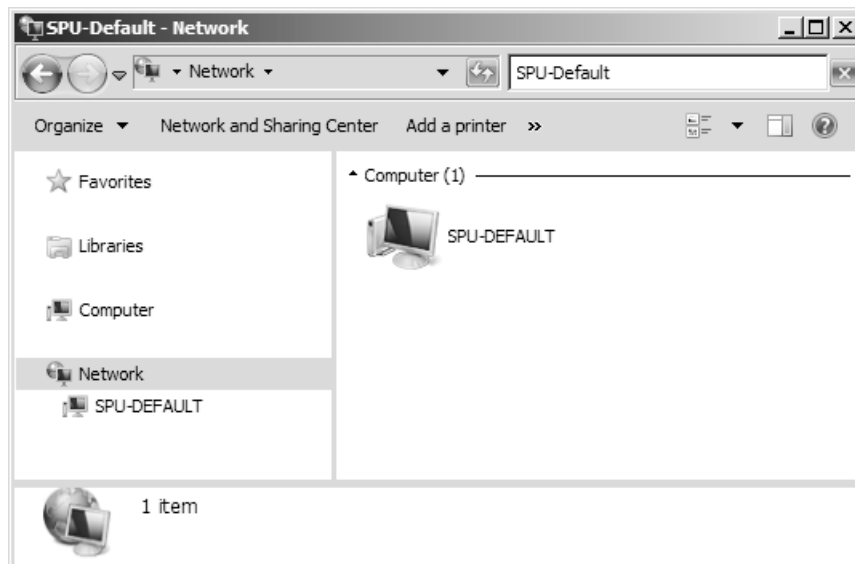 SPU-Default - Network
Network
SPU-Default
Organize
Network and Sharing Center
Add a printer
»
Favorites
Libraries
Computer
Network
SPU-DEFAULT
Computer (1)
SPU-DEFAULT
1 item